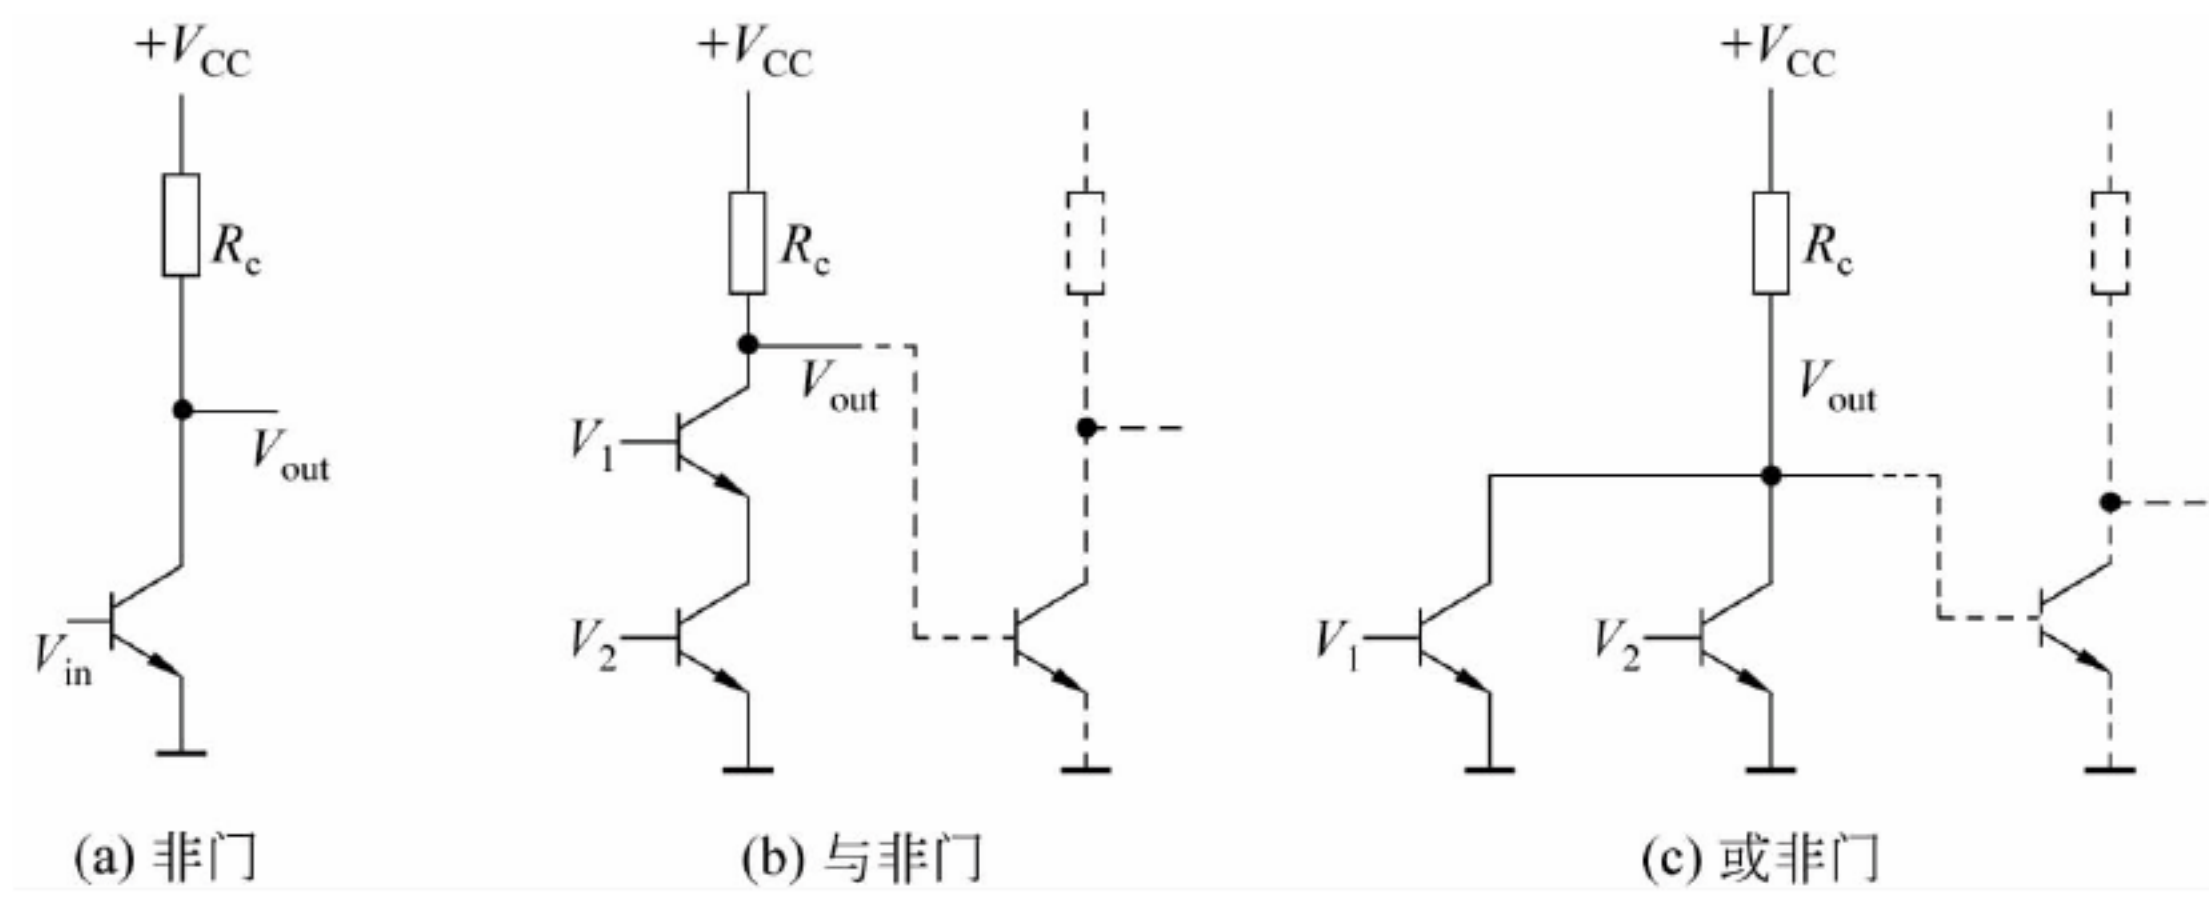 +VCC
Rc
Vout
Vin
(a) 非门
+VCC
Rc
Vout
V1
V2
(b) 与非门
+VCC
Rc
Vout
V1
V2
(c) 或非门